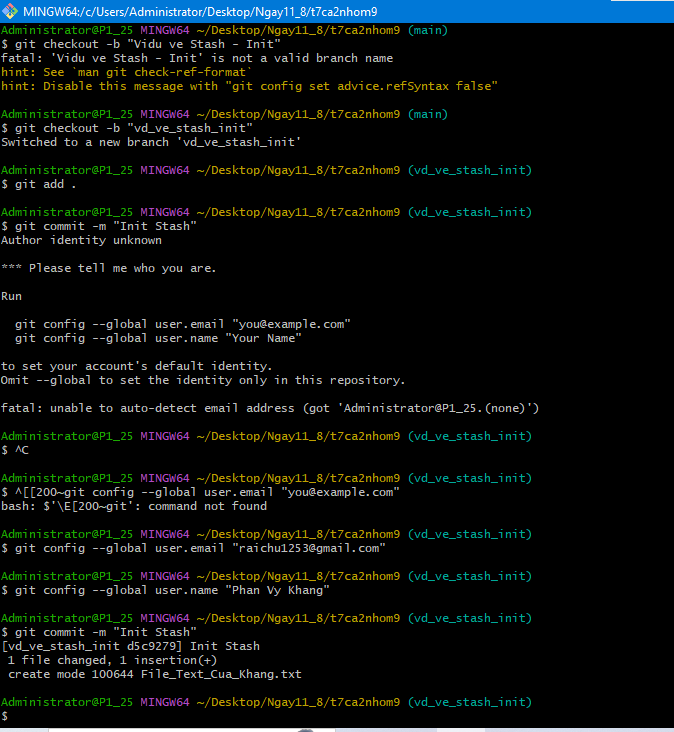 MINGW64:/c/Users/Administrator/Desktop/Ngay11_8/t7ca2nhom9
Administrator@P1_25 MINGW64 ~/Desktop/Ngay11_8/t7ca2nhom9 (main)
$ git checkout -b "Vidu ve Stash - Init"
fatal: 'Vidu ve Stash - Init' is not a valid branch name
hint: See `man git check-ref-format`
hint: Disable this message with "git config set advice.refSyntax false"
Administrator@P1_25 MINGW64 ~/Desktop/Ngay11_8/t7ca2nhom9 (main)
$ git checkout -b "vd_ve_stash_init"
Switched to a new branch 'vd_ve_stash_init'
Administrator@P1_25 MINGW64 ~/Desktop/Ngay11_8/t7ca2nhom9 (vd_ve_stash_init)
$ git add .
Administrator@P1_25 MINGW64 ~/Desktop/Ngay11_8/t7ca2nhom9 (vd_ve_stash_init)
$ git commit -m "Init Stash"
Author identity unknown
*** Please tell me who you are.
Run
git config --global user.email "you@example.com"
git config --global user.name "Your Name"
to set your account's default identity.
Omit --global to set the identity only in this repository.
fatal: unable to auto-detect email address (got 'Administrator@P1_25.(none)')
Administrator@P1_25 MINGW64 ~/Desktop/Ngay11_8/t7ca2nhom9 (vd_ve_stash_init)
$ ^C
Administrator@P1_25 MINGW64 ~/Desktop/Ngay11_8/t7ca2nhom9 (vd_ve_stash_init)
$ ^[[200~git config --global user.email "you@example.com"
bash: $'\E[200~git': command not found
Administrator@P1_25 MINGW64 ~/Desktop/Ngay11_8/t7ca2nhom9 (vd_ve_stash_init)
$ git config --global user.email "raichu1253@gmail.com"
Administrator@P1_25 MINGW64 ~/Desktop/Ngay11_8/t7ca2nhom9 (vd_ve_stash_init)
$ git config --global user.name "Phan Vy Khang"
Administrator@P1_25 MINGW64 ~/Desktop/Ngay11_8/t7ca2nhom9 (vd_ve_stash_init)
$ git commit -m "Init Stash"
[vd_ve_stash_init d5c9279] Init Stash
1 file changed, 1 insertion(+)
create mode 100644 File_Text_Cua_Khang.txt
Administrator@P1_25 MINGW64 ~/Desktop/Ngay11_8/t7ca2nhom9 (vd_ve_stash_init)
$